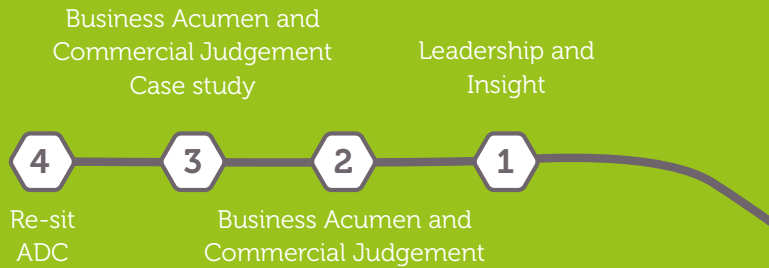 Business Acumen and
Commercial Judgement
Case study
Leadership and
Insight
4
3
2
1
Re-sit
ADC
Business Acumen and
Commercial Judgement